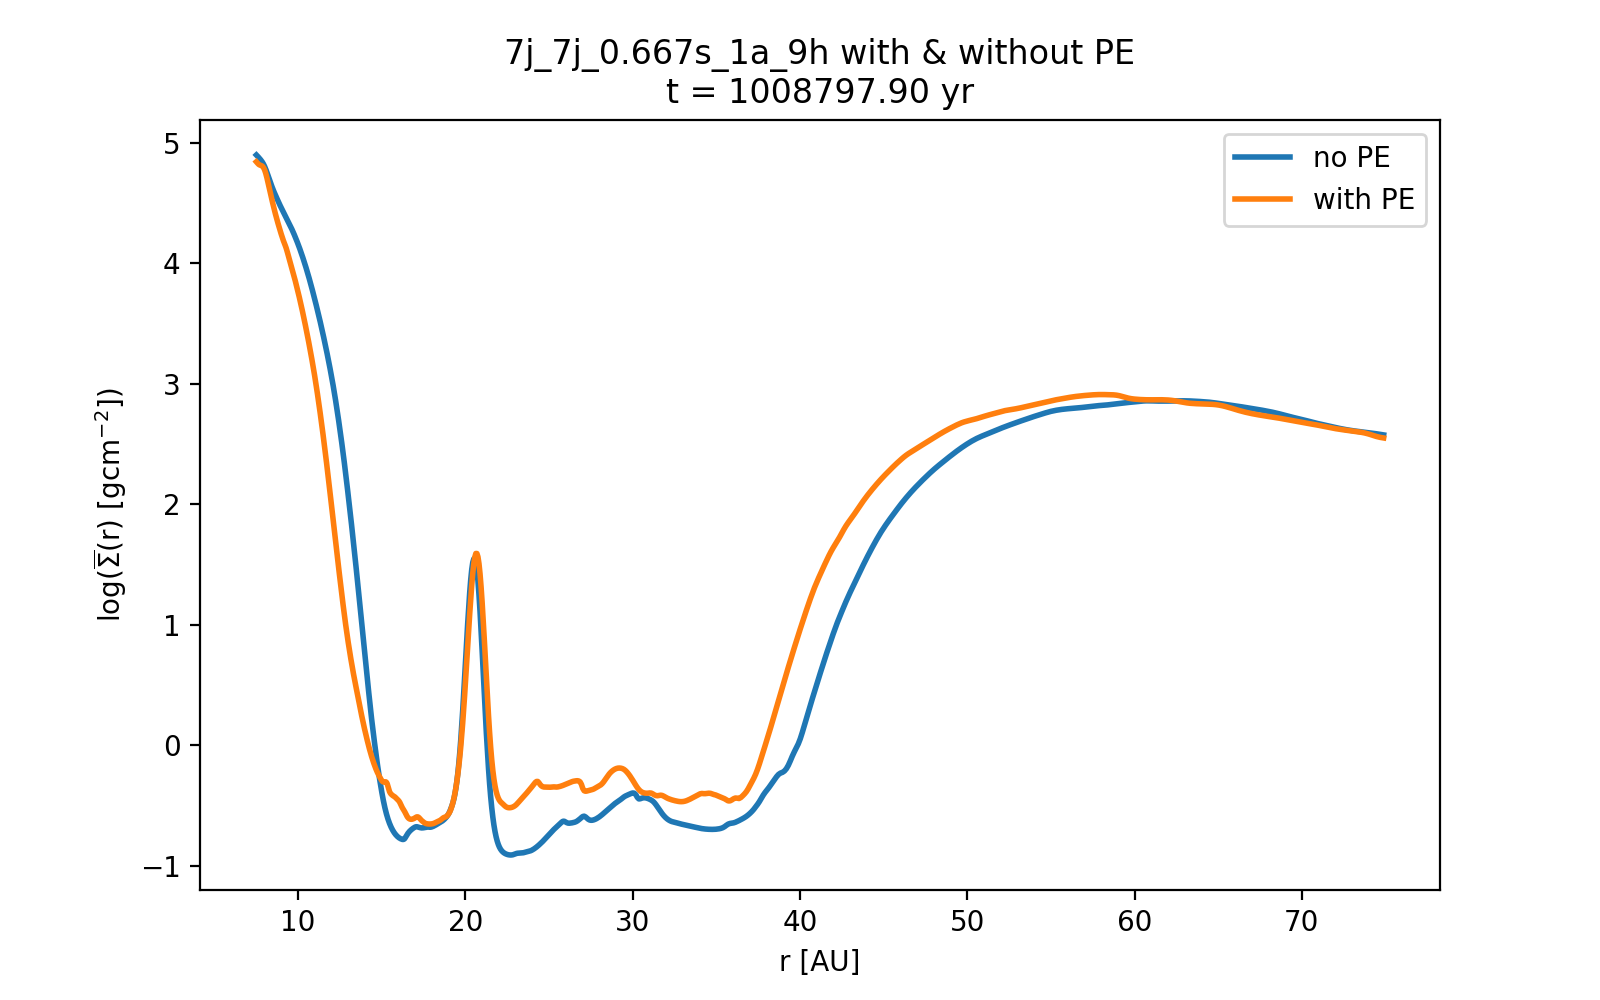 7j_7j_0.667s_1a_9h with & without PE
t = 1008797.90 yr
no PE
with PE
5
4
3
2
1
0
−1
log(Σ̅(r) [gcm⁻²])
10 20 30 40 50 60 70
r [AU]